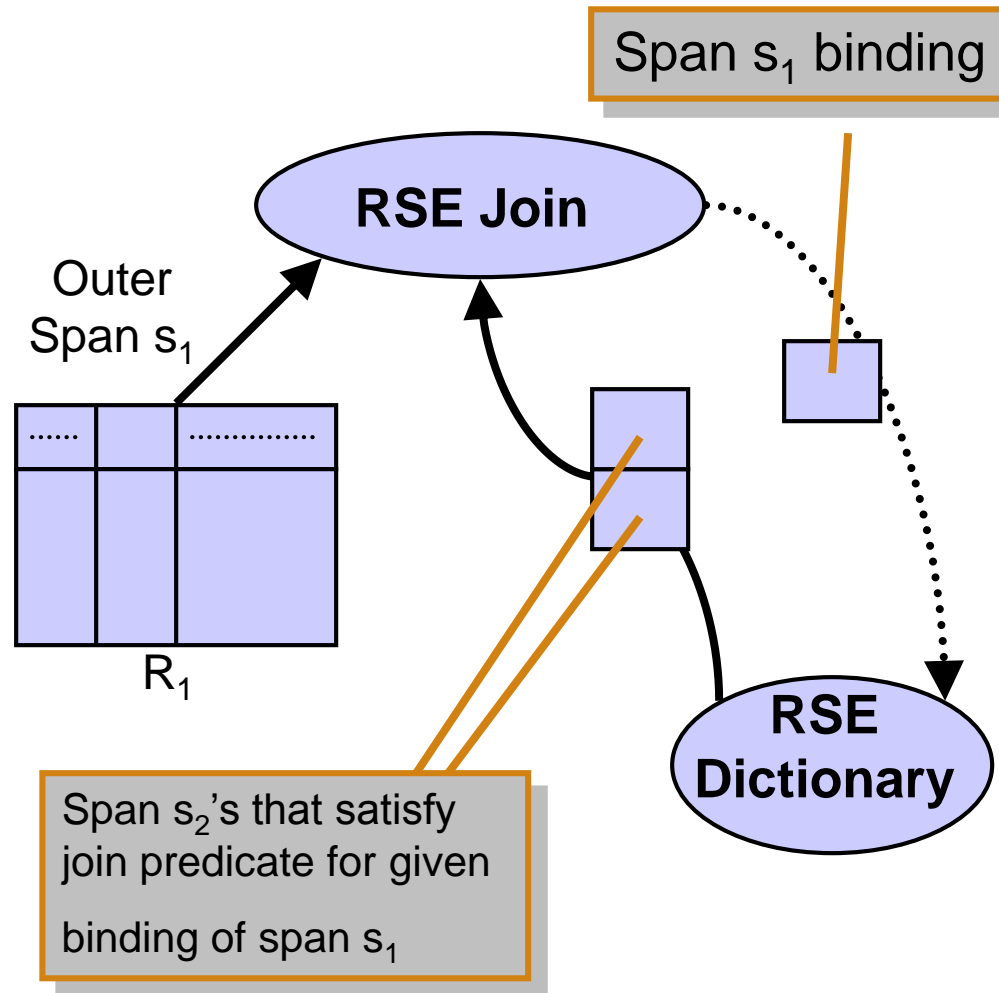 Span s₁ binding
RSE Join
Outer
Span s₁
...... ...............
R₁
RSE
Dictionary
Span s₂’s that satisfy
join predicate for given
binding of span s₁